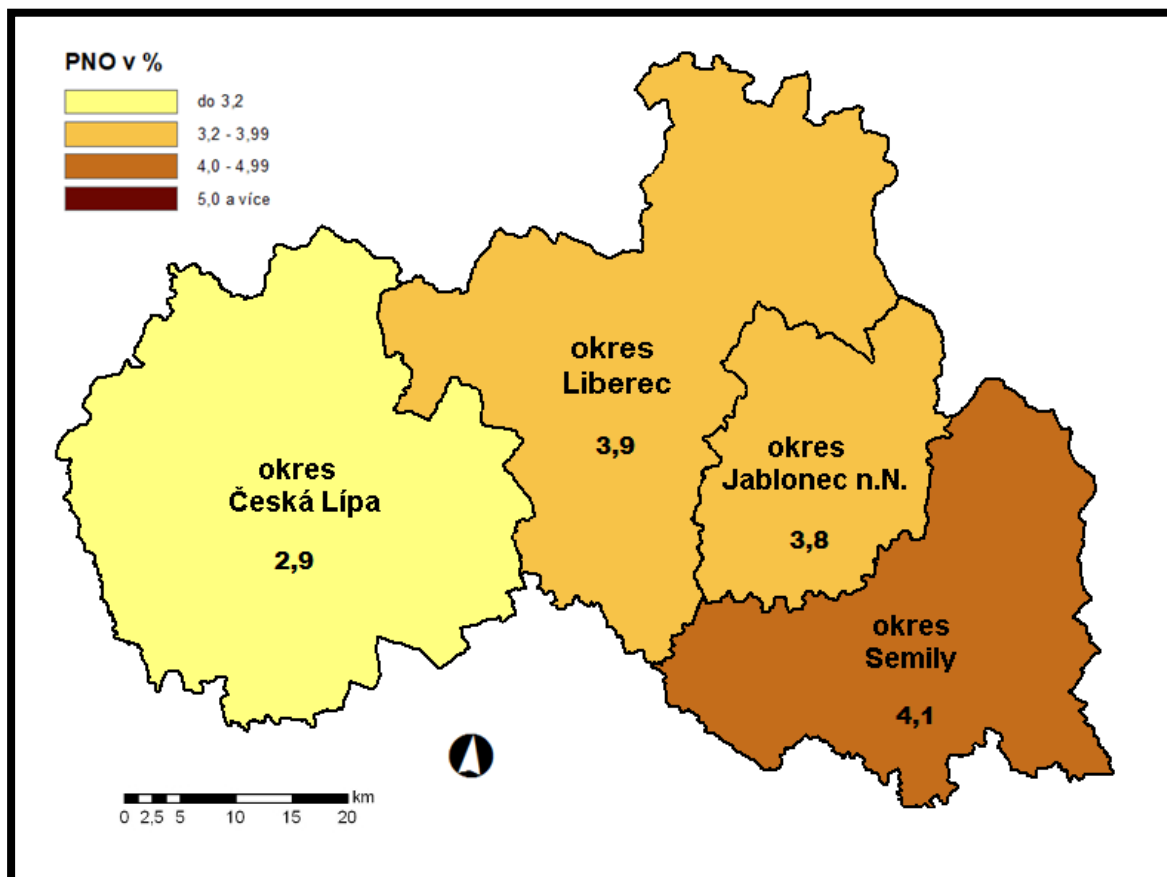 PNO v %
do 3,2
3,2 - 3,99
4,0 - 4,99
5,0 a více
okres
Liberec
3,9
okres
Jablonec n.N.
3,8
okres
Česká Lípa
2,9
okres
Semily
4,1
km
0 2,5 5 10 15 20